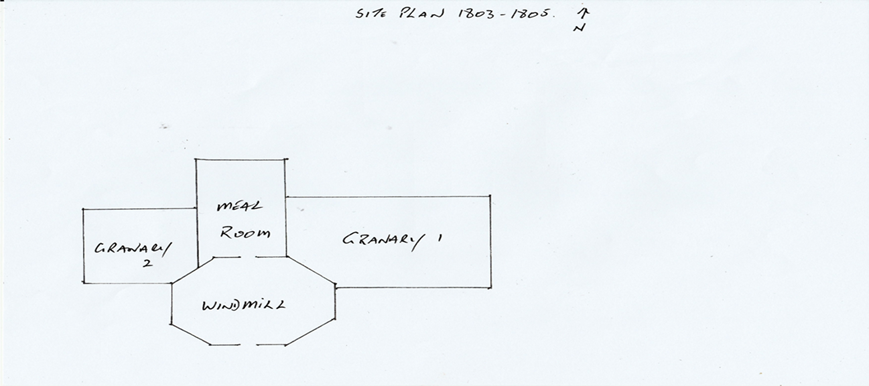 SITE PLAN 1803-1805.
N
MEAL
ROOM
GRANARY 1
GRANARY
2
WINDMILL